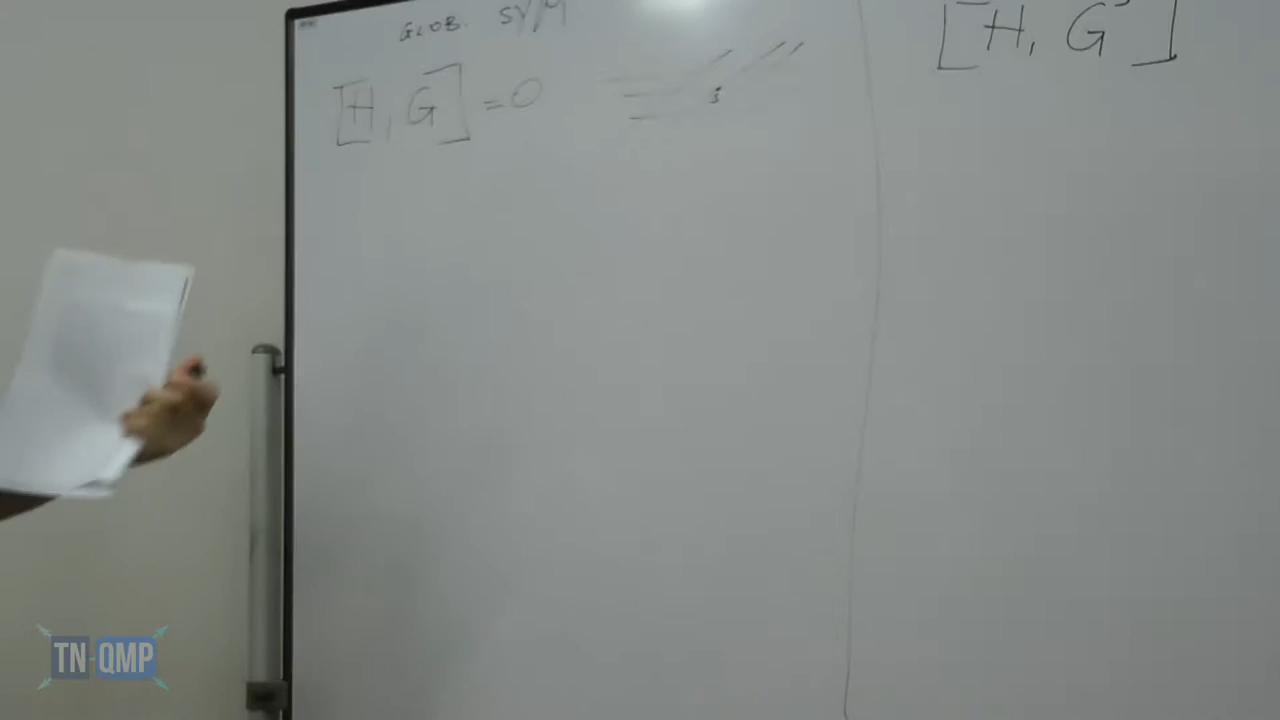 GLOB. SYM
[H, G] = 0
[H, G
]
TN-QMP